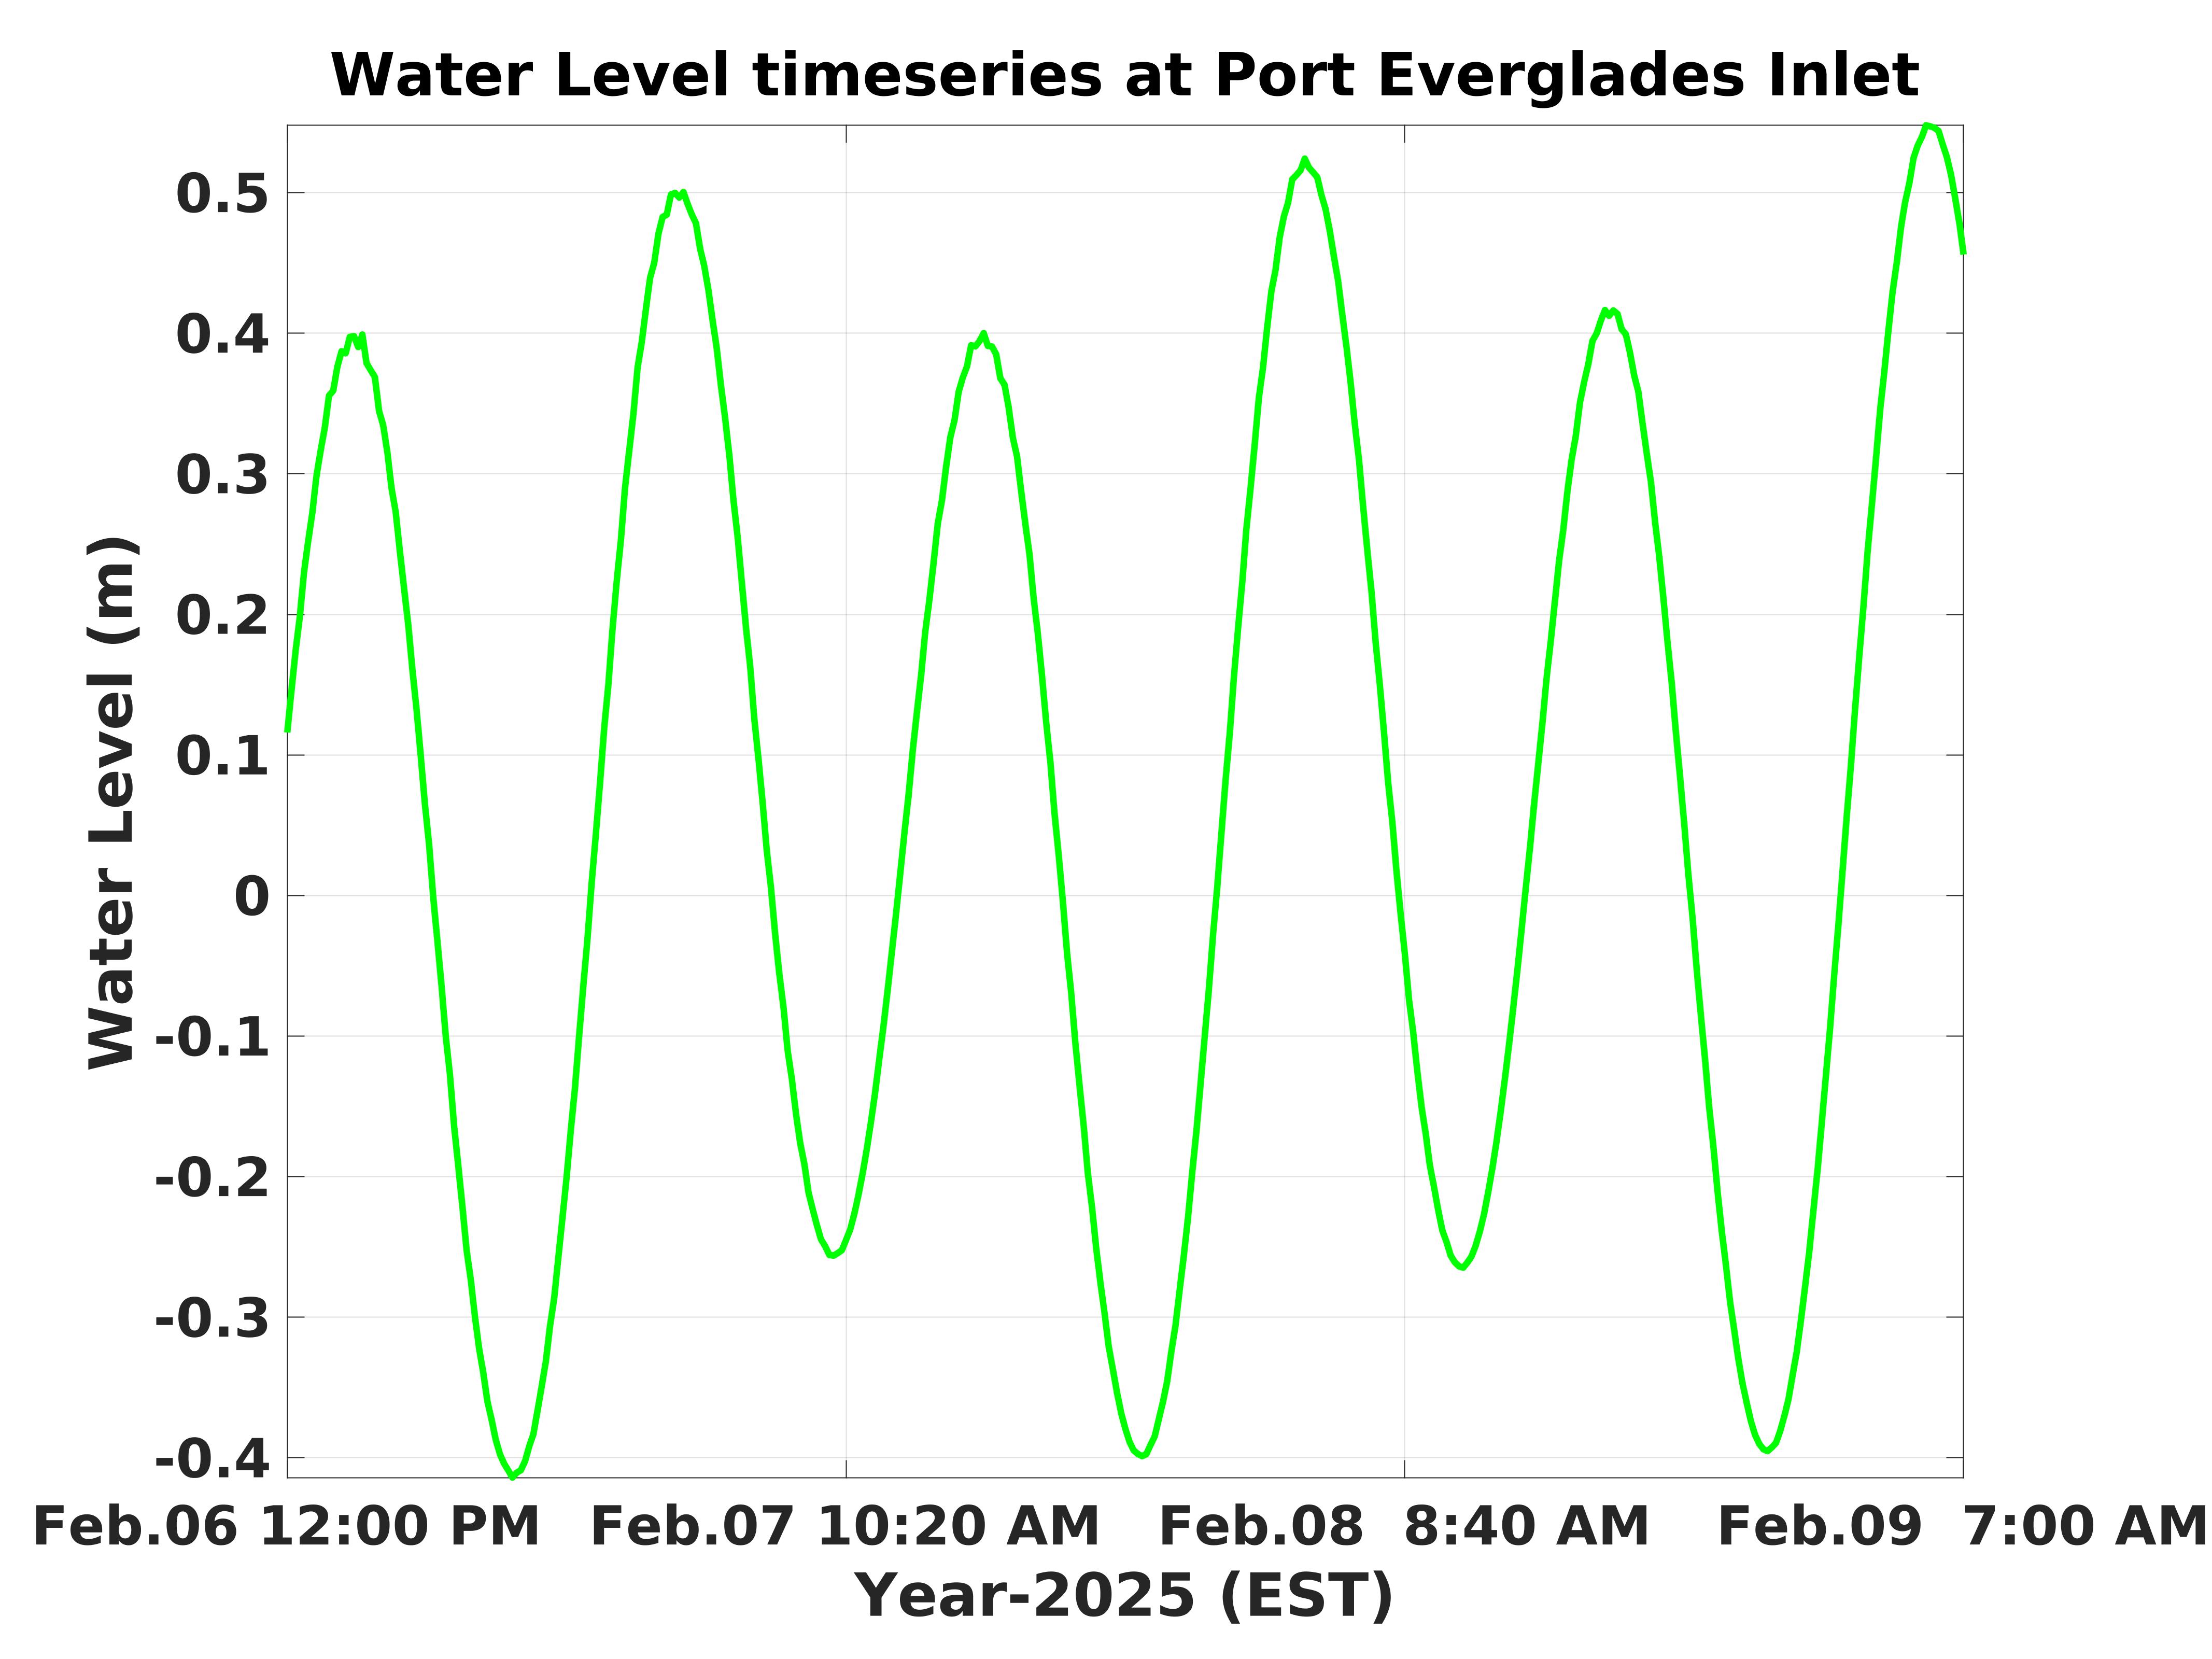 Water Level timeseries at Port Everglades Inlet
Water Level (m)
0.5
0.4
0.3
0.2
0.1
0
-0.1
-0.2
-0.3
-0.4
Feb.06 12:00 PM Feb.07 10:20 AM Feb.08 8:40 AM Feb.09 7:00 AM
Year-2025 (EST)